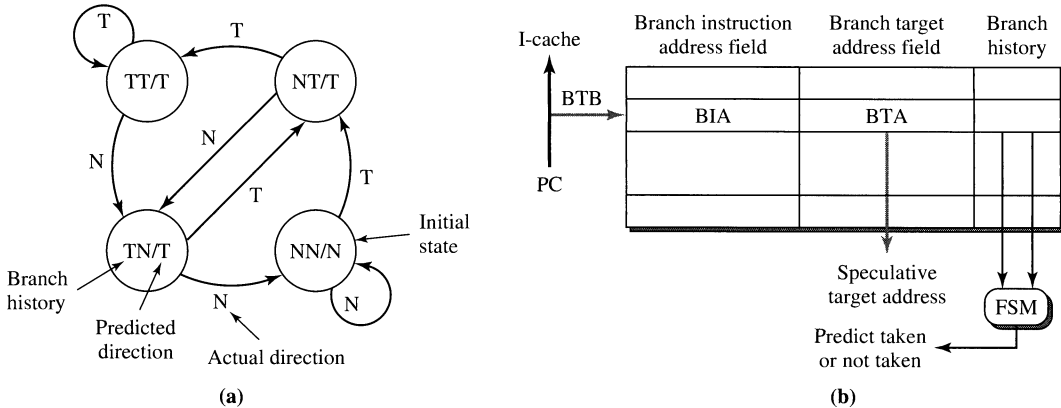 T
T
TT/T
NT/T
N
N
T
T
TN/T
NN/N
Initial
state
Branch
history
N
N
Predicted
direction
Actual direction
(a)
Branch instruction
address field
Branch target
address field
Branch
history
I-cache
BTB
BIA
BTA
PC
Speculative
target address
FSM
Predict taken
or not taken
(b)